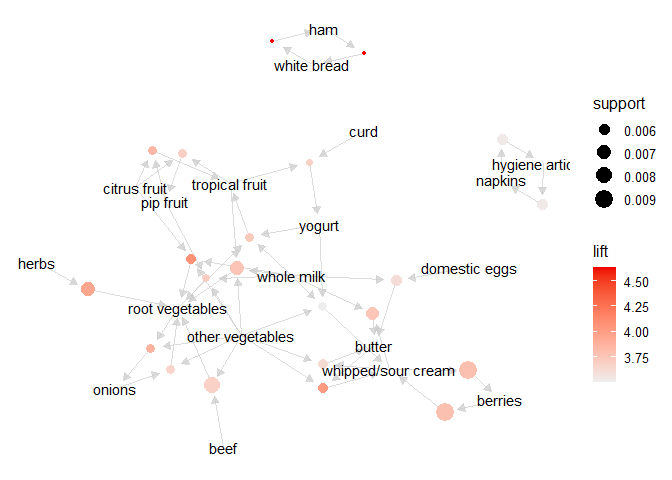 ham
white bread
support
0.006
0.007
0.008
0.009
curd
hygiene artic
napkins
citrus fruit
tropical fruit
pip fruit
yogurt
lift
4.50
4.25
4.00
3.75
herbs
whole milk
domestic eggs
root vegetables
other vegetables
butter
whipped/sour cream
onions
berries
beef